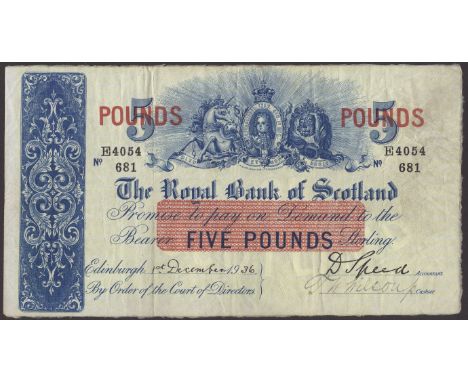 POUNDS 5 POUNDS 5
E4054 E4054
No 681 No 681
The Royal Bank of Scotland
Promise to pay on Demand to the
Bearer FIVE POUNDS Sterling.
Edinburgh 1st December, 1936
D Speed ACCOUNTANT
By Order of the Court of Directors CASHIER